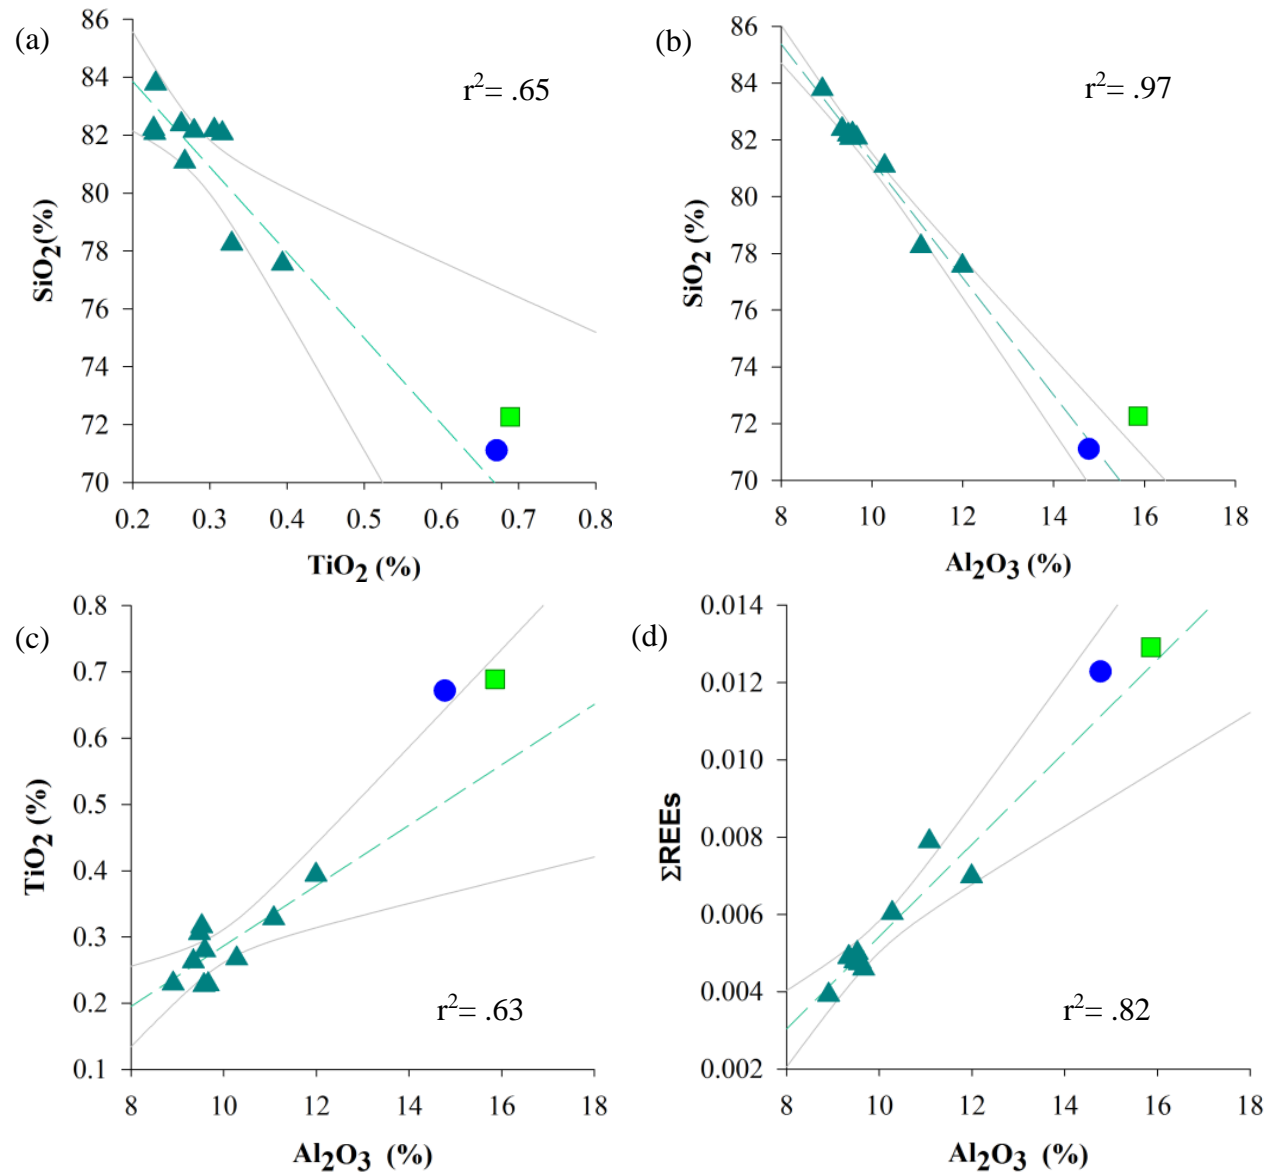 (a)
r²= .65
SiO₂(%)
86
84
82
80
78
76
74
72
70
0.2 0.3 0.4 0.5 0.6 0.7 0.8
TiO₂ (%)
(b)
r²= .97
SiO₂ (%)
86
84
82
80
78
76
74
72
70
8 10 12 14 16 18
Al₂O₃ (%)
(c)
r²= .63
TiO₂ (%)
0.8
0.7
0.6
0.5
0.4
0.3
0.2
0.1
8 10 12 14 16 18
Al₂O₃ (%)
(d)
r²= .82
ΣREEs
0.014
0.012
0.010
0.008
0.006
0.004
0.002
8 10 12 14 16 18
Al₂O₃ (%)